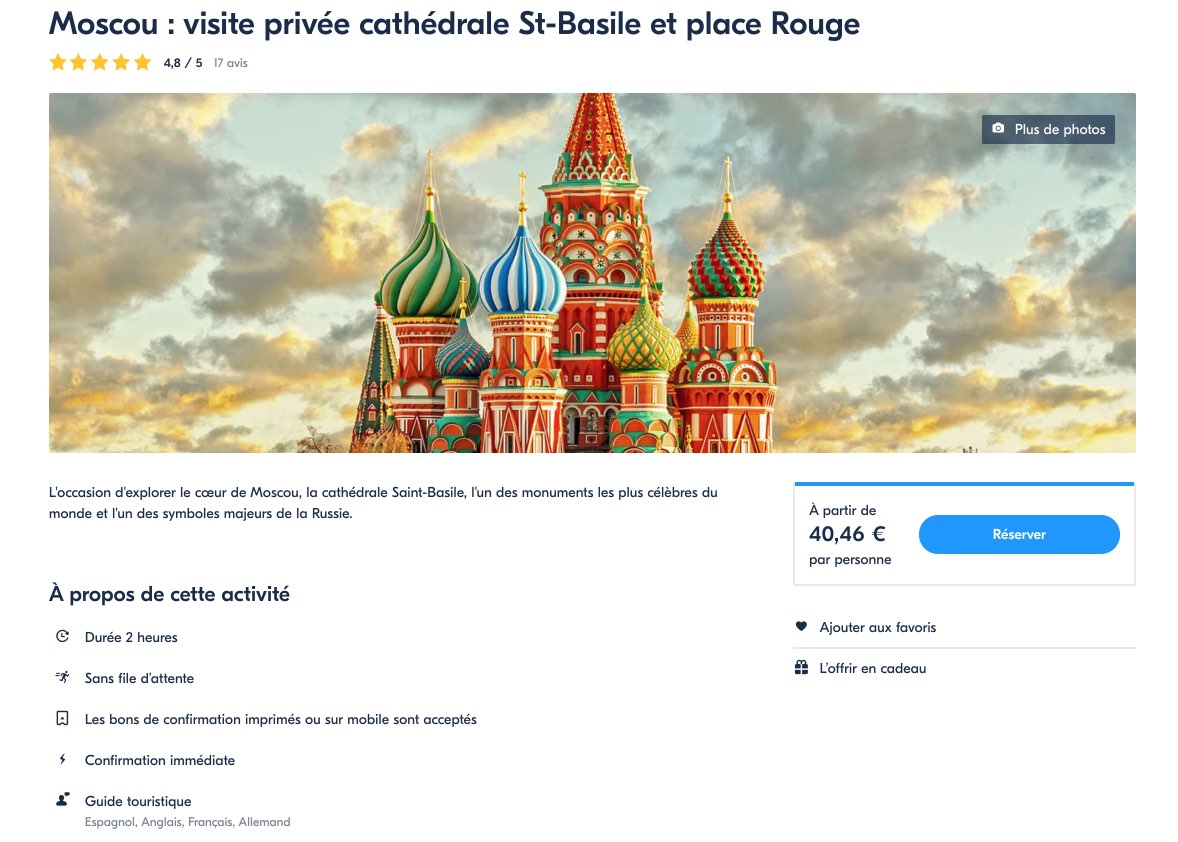 Moscou : visite privée cathédrale St-Basile et place Rouge
4,8 / 5 17 avis
Plus de photos
L'occasion d'explorer le cœur de Moscou, la cathédrale Saint-Basile, l'un des monuments les plus célèbres du
monde et l'un des symboles majeurs de la Russie.
À partir de
40,46 €
par personne
Réserver
Ajouter aux favoris
L'offrir en cadeau
À propos de cette activité
Durée 2 heures
Sans file d'attente
Les bons de confirmation imprimés ou sur mobile sont acceptés
Confirmation immédiate
Guide touristique
Espagnol, Anglais, Français, Allemand